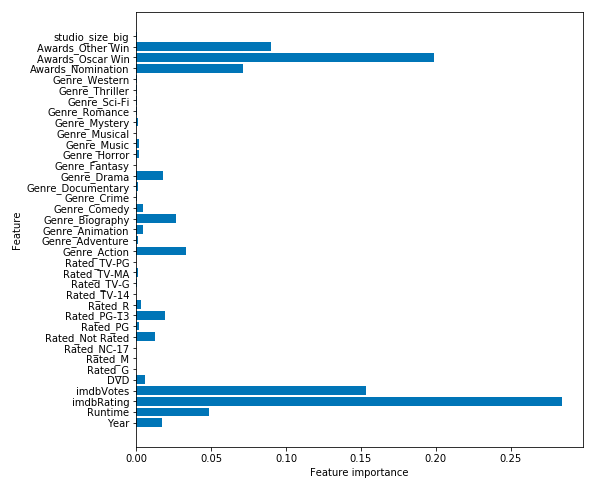 studio_size_big
Awards_Other Win
Awards_Oscar Win
Awards_Nomination
Genre_Western
Genre_Thriller
Genre_Sci-Fi
Genre_Romance
Genre_Mystery
Genre_Musical
Genre_Music
Genre_Horror
Genre_Fantasy
Genre_Drama
Genre_Documentary
Genre_Crime
Genre_Comedy
Genre_Biography
Genre_Animation
Genre_Adventure
Genre_Action
Rated_TV-PG
Rated_TV-MA
Rated_TV-G
Rated_TV-14
Rated_R
Rated_PG-13
Rated_PG
Rated_Not Rated
Rated_NC-17
Rated_M
Rated_G
DVD
imdbVotes
imdbRating
Runtime
Year
Feature
0.00 0.05 0.10 0.15 0.20 0.25
Feature importance